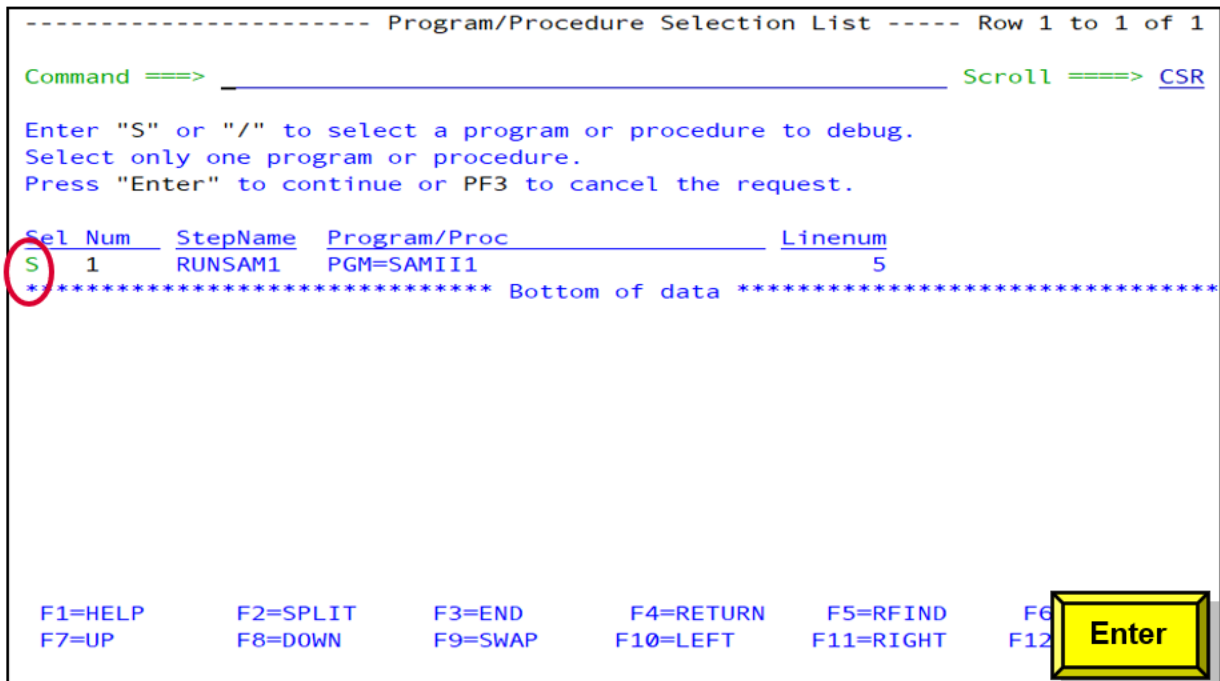 ----------------------- Program/Procedure Selection List ----- Row 1 to 1 of 1
Command ===> _ Scroll ====> CSR
Enter "S" or "/" to select a program or procedure to debug.
Select only one program or procedure.
Press "Enter" to continue or PF3 to cancel the request.
Sel Num StepName Program/Proc Linenum
S 1 RUNSAM1 PGM=SAMII1 5
******************************* Bottom of data ********************************
F1=HELP F2=SPLIT F3=END F4=RETURN F5=RFIND F6
F7=UP F8=DOWN F9=SWAP F10=LEFT F11=RIGHT F12
Enter